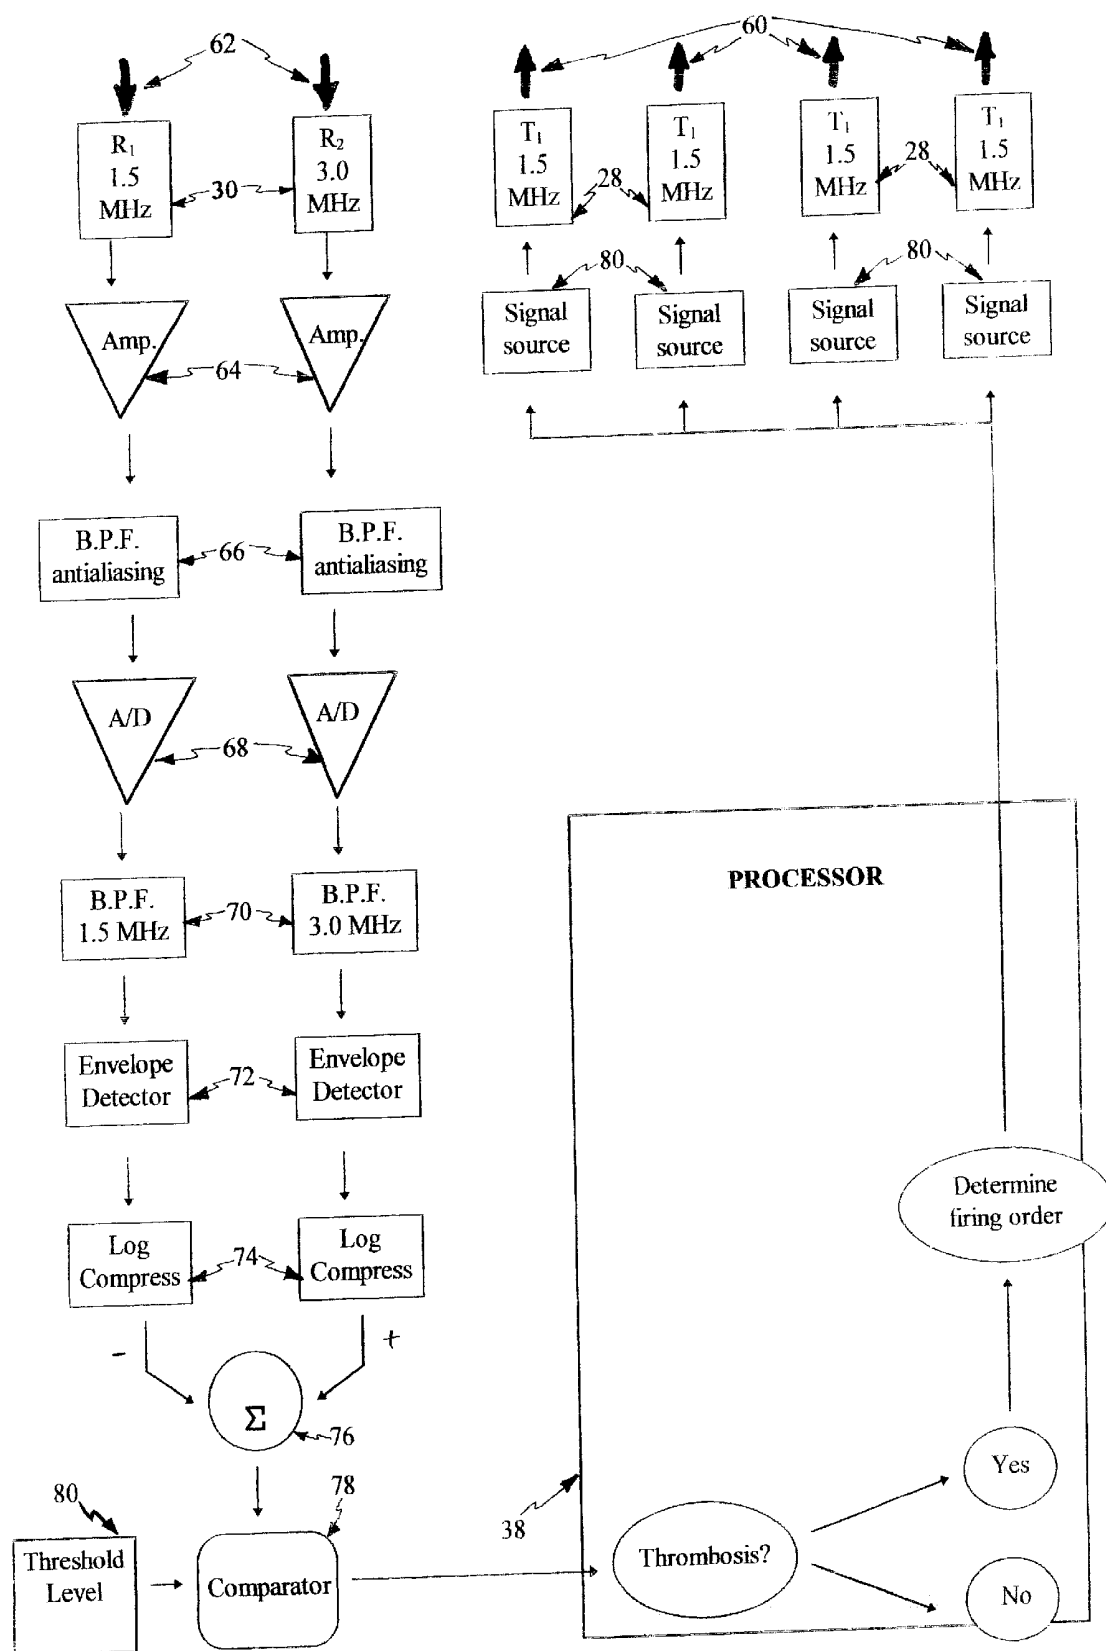 62
60
R₁
1.5
MHz
30
R₂
3.0
MHz
T₁
1.5
MHz
28
T₁
1.5
MHz
T₁
1.5
MHz
28
T₁
1.5
MHz
80
80
Signal
source
Signal
source
Signal
source
Signal
source
Amp.
64
Amp.
B.P.F.
antialiasing
66
B.P.F.
antialiasing
A/D
68
A/D
B.P.F.
1.5 MHz
70
B.P.F.
3.0 MHz
PROCESSOR
Envelope
Detector
72
Envelope
Detector
Log
Compress
74
Log
Compress
Determine
firing order
-
+
Σ
76
Yes
80
78
38
Threshold
Level
Comparator
Thrombosis?
No